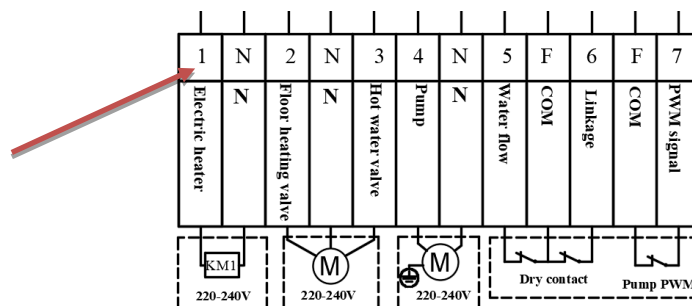 1 N 2 N 3 4 N 5 F 6 F 7
Electric heater
N
Floor heating valve
N
Hot water valve
Pump
N
Water flow
COM
Linkage
COM
PWM signal
KM1
M
M
220-240V
220-240V
220-240V
Dry contact
Pump PWM